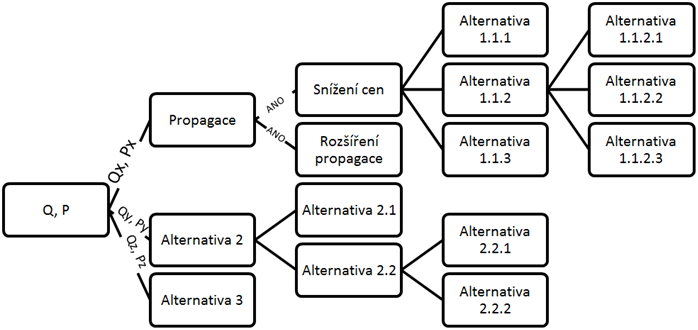 Q, P
Qx, Px
Qy, Py
Qz, Pz
Propagace
Alternativa 2
Alternativa 3
ANO
ANO
Snížení cen
Rozšíření
propagace
Alternativa 2.1
Alternativa 2.2
Alternativa
1.1.1
Alternativa
1.1.2
Alternativa
1.1.3
Alternativa
2.2.1
Alternativa
2.2.2
Alternativa
1.1.2.1
Alternativa
1.1.2.2
Alternativa
1.1.2.3